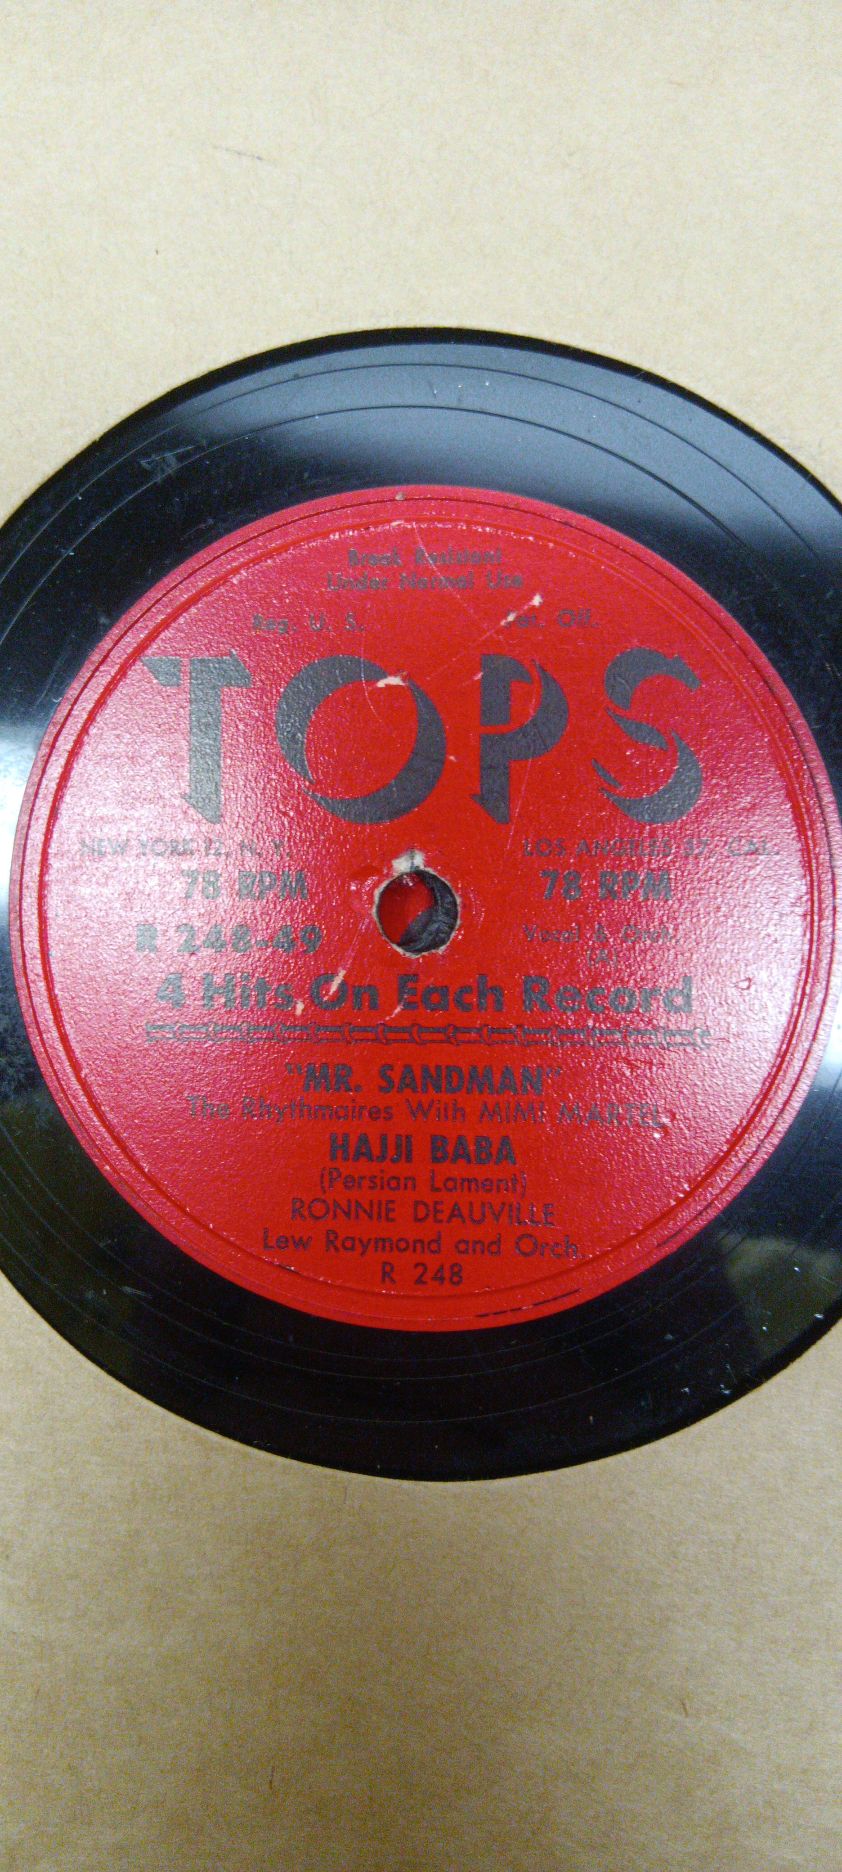 Break Resistant
Under Normal Use
Reg. U. S. Pat. Off.
TOPS
NEW YORK 12, N. Y. LOS ANGELES 37, CAL.
78 RPM 78 RPM
R 248-49 Vocal & Orch.
(A)
4 Hits On Each Record
"MR. SANDMAN"
The Rhythmaires With MIMI MARTEL
HAJJI BABA
(Persian Lament)
RONNIE DEAUVILLE
Lew Raymond and Orch.
R 248